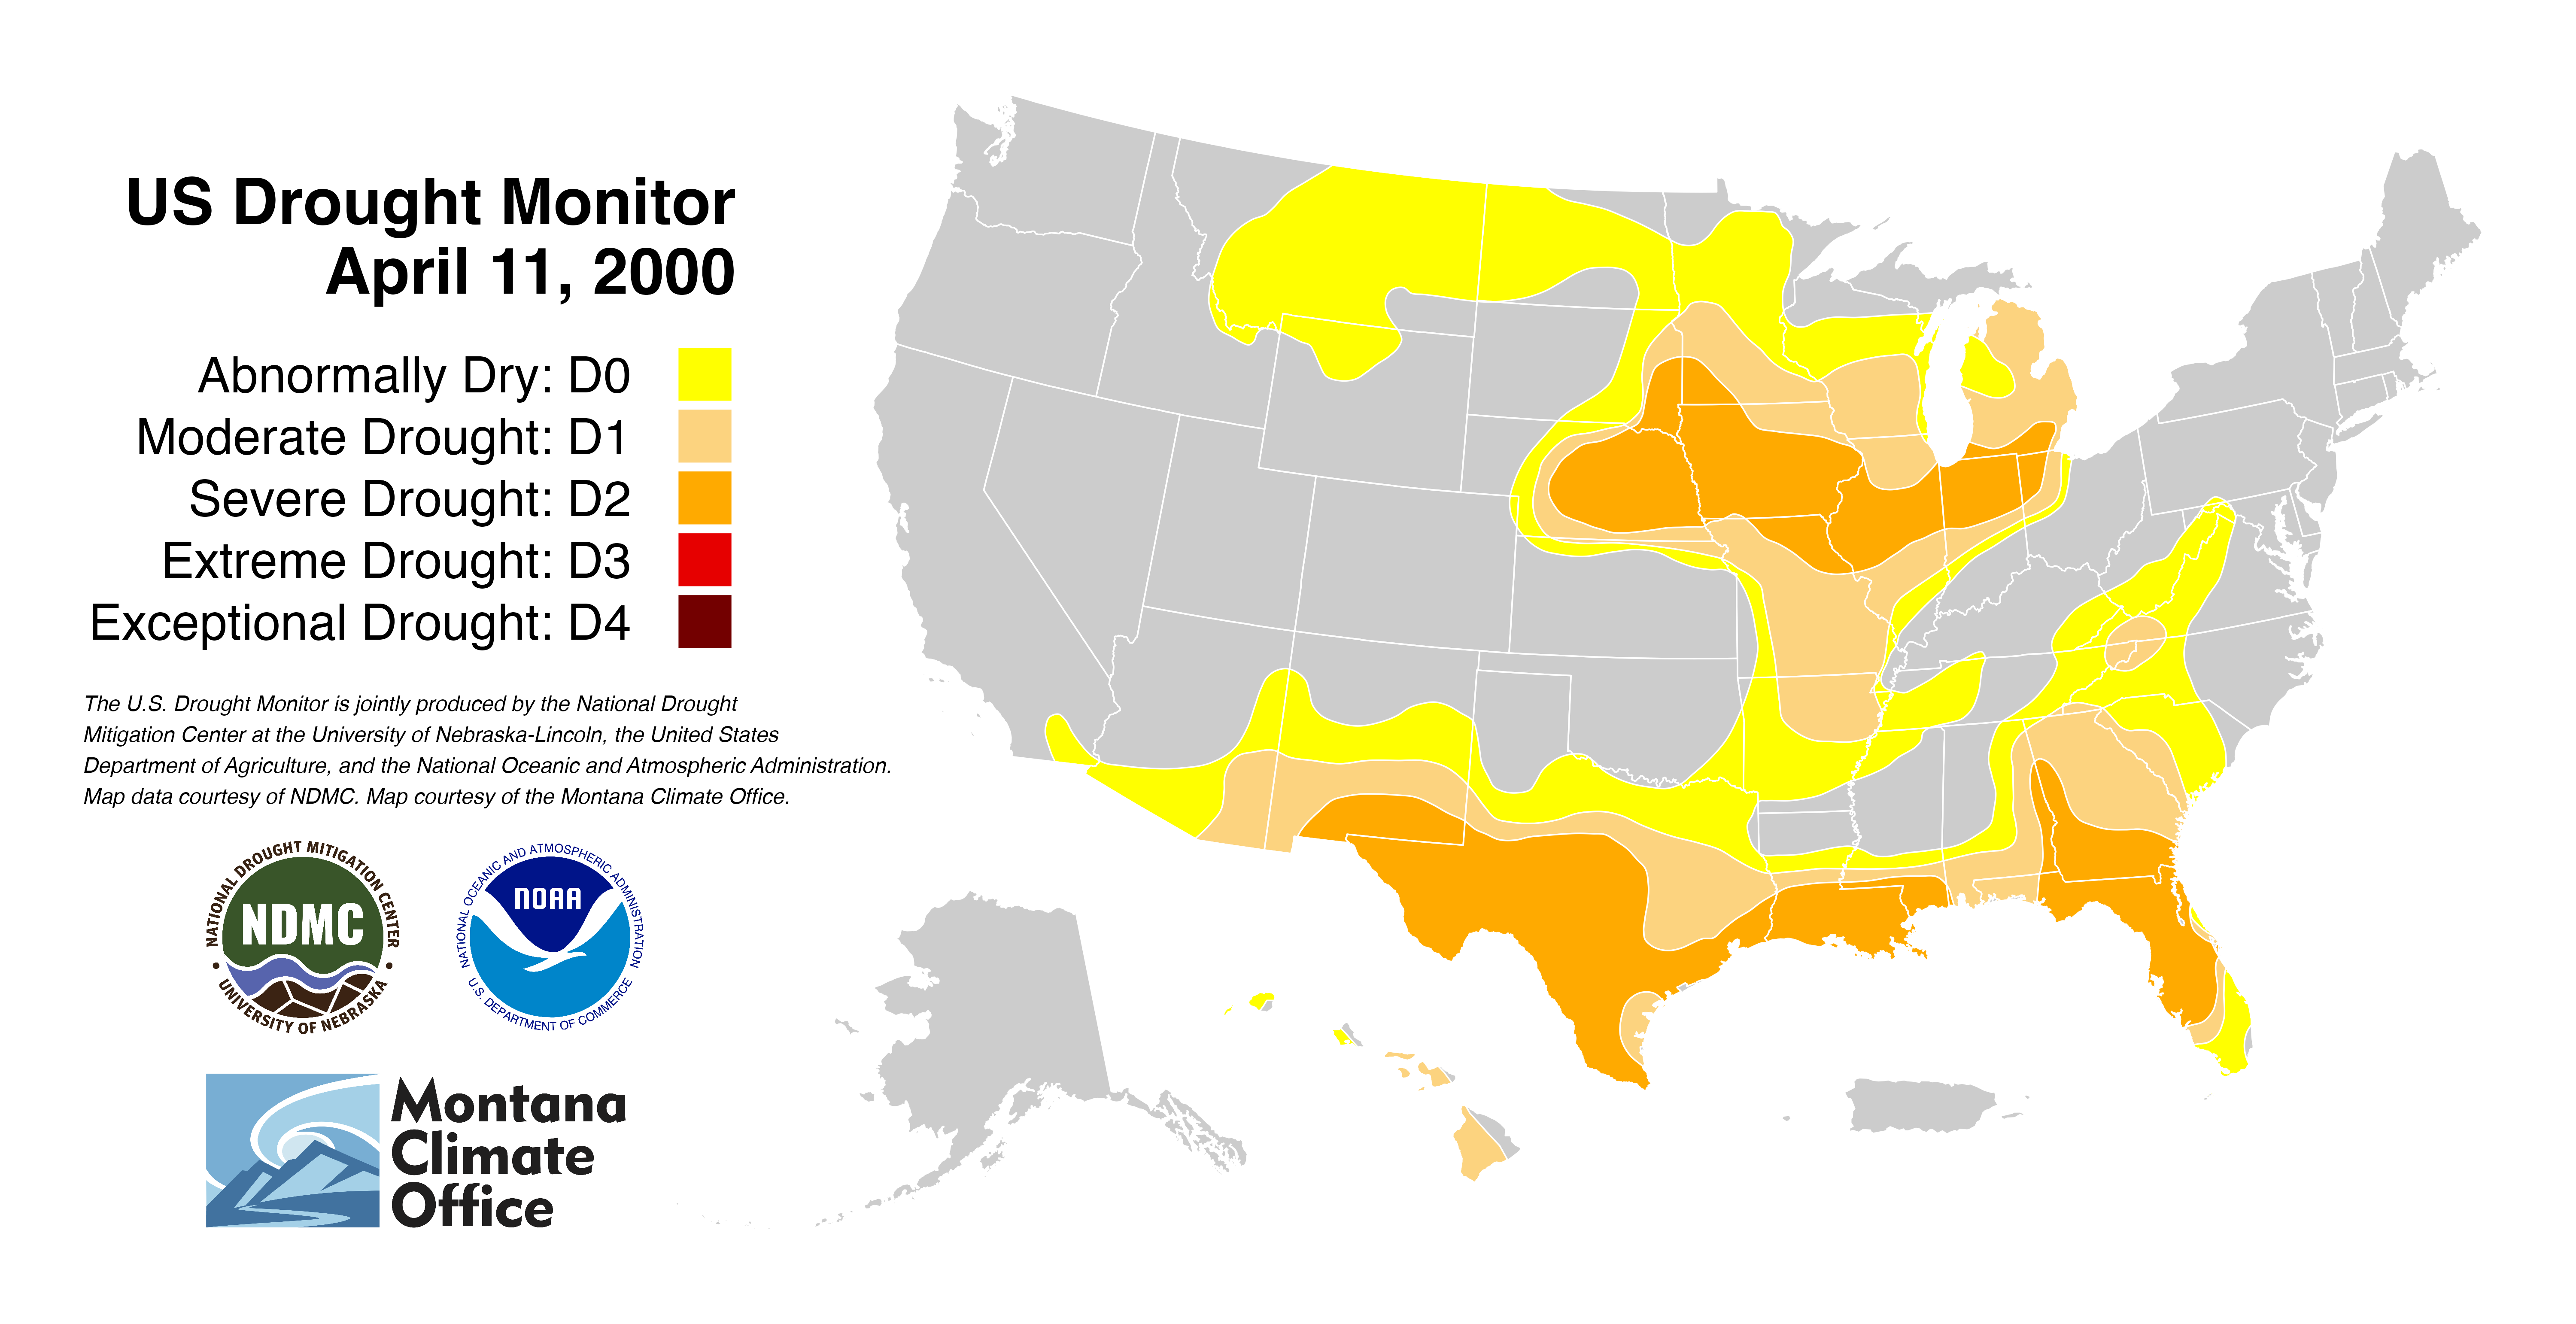 US Drought Monitor
April 11, 2000
Abnormally Dry: D0
Moderate Drought: D1
Severe Drought: D2
Extreme Drought: D3
Exceptional Drought: D4
The U.S. Drought Monitor is jointly produced by the National Drought
Mitigation Center at the University of Nebraska-Lincoln, the United States
Department of Agriculture, and the National Oceanic and Atmospheric Administration.
Map data courtesy of NDMC. Map courtesy of the Montana Climate Office.
NATIONAL DROUGHT MITIGATION CENTER
NDMC
UNIVERSITY OF NEBRASKA
NATIONAL OCEANIC AND ATMOSPHERIC ADMINISTRATION
NOAA
U.S. DEPARTMENT OF COMMERCE
Montana
Climate
Office